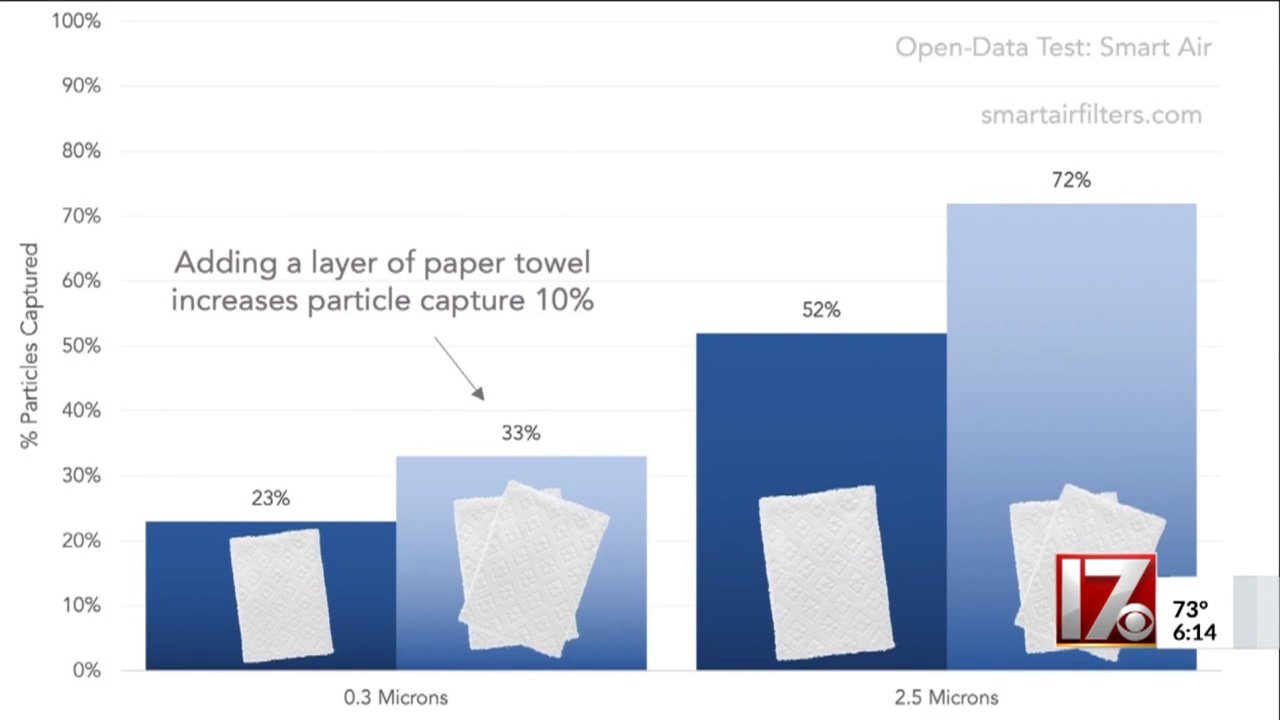 100%
Open-Data Test: Smart Air
90%
smartairfilters.com
80%
72%
70%
Adding a layer of paper towel
increases particle capture 10%
60%
52%
50%
% Particles Captured
40%
33%
30%
23%
20%
10%
0%
17
73°
6:14
0.3 Microns
2.5 Microns